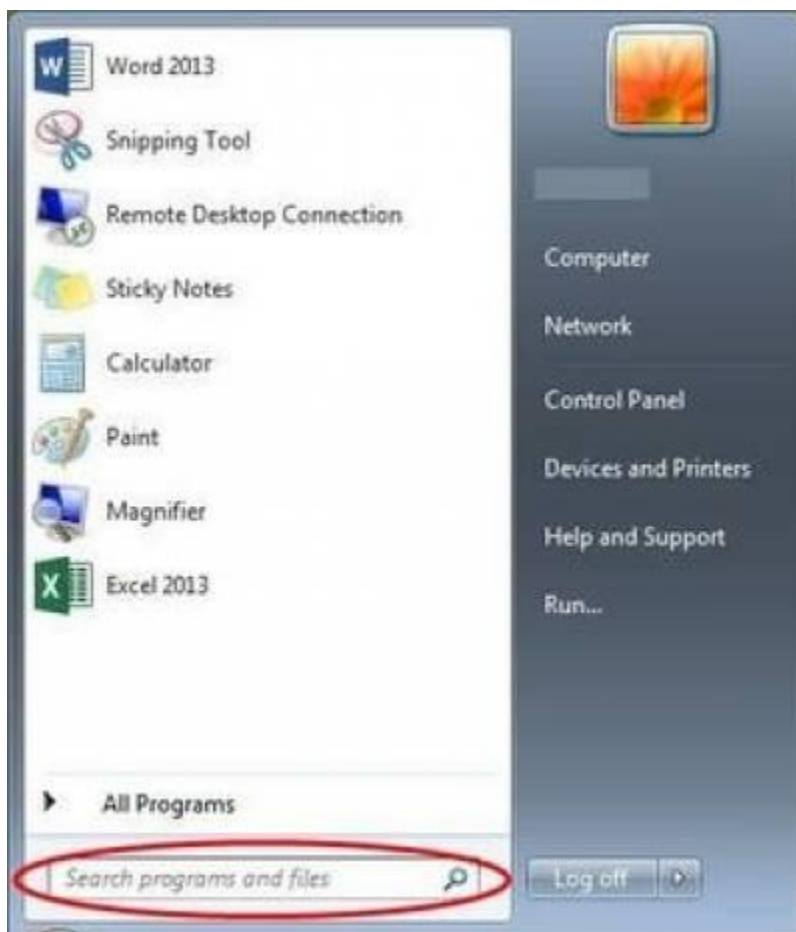 Word 2013
Snipping Tool
Remote Desktop Connection
Sticky Notes
Calculator
Paint
Magnifier
Excel 2013
All Programs
Search programs and files
Computer
Network
Control Panel
Devices and Printers
Help and Support
Run...
Log off